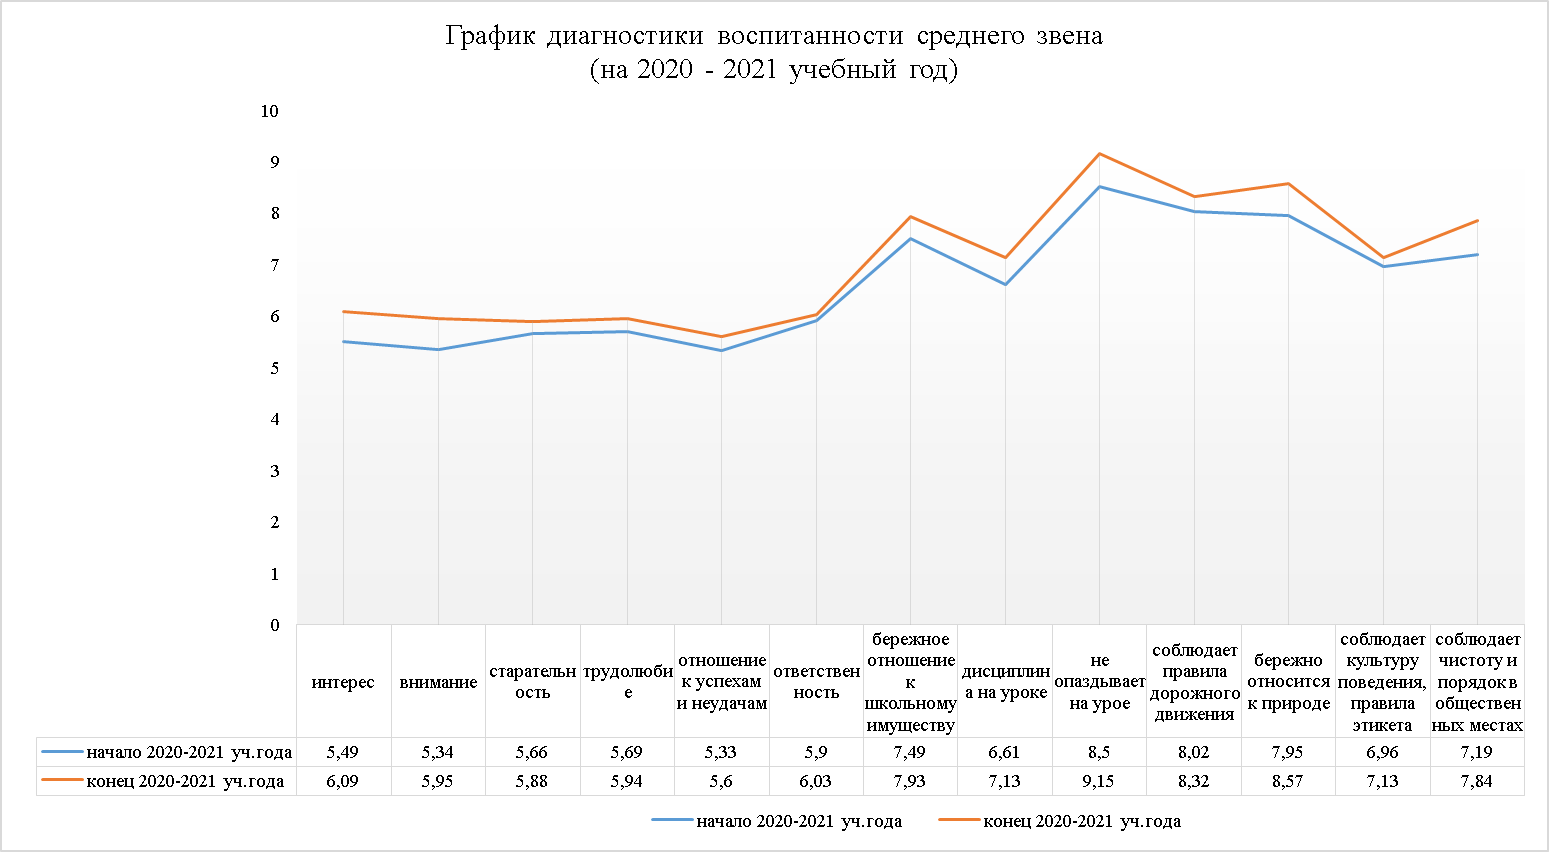 График диагностики воспитанности среднего звена
(на 2020 - 2021 учебный год)
10
9
8
7
6
5
4
3
2
1
0
интерес
внимание
старательн
ость
трудолюби
е
отношение
к успехам
и неудачам
ответствен
ность
бережное
отношение
к
школьному
имуществу
дисциплин
а на уроке
не
опаздывает
на урое
соблюдает
правила
дорожного
движения
бережно
относится
к природе
соблюдает
культуру
поведения,
правила
этикета
соблюдает
чистоту и
порядок в
обществен
ных местах
начало 2020-2021 уч.года 5,49 5,34 5,66 5,69 5,33 5,9 7,49 6,61 8,5 8,02 7,95 6,96 7,19
конец 2020-2021 уч.года 6,09 5,95 5,88 5,94 5,6 6,03 7,93 7,13 9,15 8,32 8,57 7,13 7,84
начало 2020-2021 уч.года конец 2020-2021 уч.года